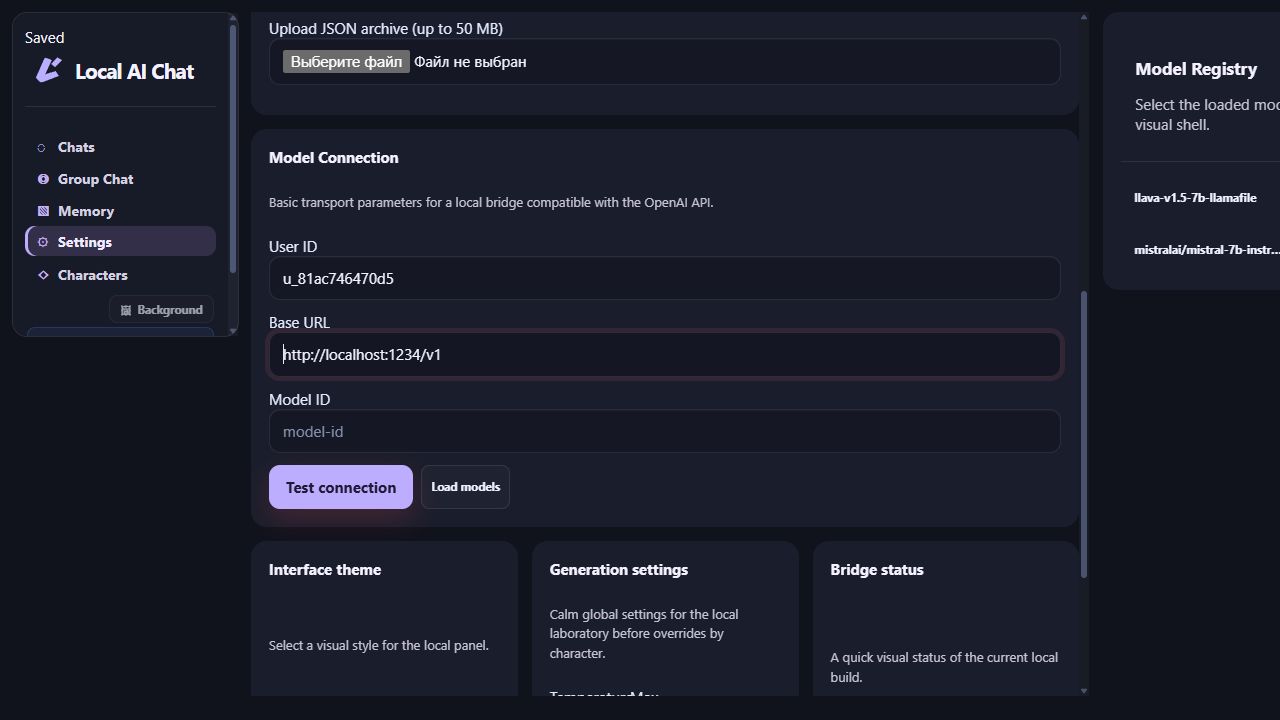 Saved
Local AI Chat
Chats
Group Chat
Memory
Settings
Characters
Background
Upload JSON archive (up to 50 MB)
Выберите файл Файл не выбран
Model Connection
Basic transport parameters for a local bridge compatible with the OpenAI API.
User ID
u_81ac746470d5
Base URL
http://localhost:1234/v1
Model ID
model-id
Test connection
Load models
Interface theme
Select a visual style for the local panel.
Generation settings
Calm global settings for the local
laboratory before overrides by
character.
Bridge status
A quick visual status of the current local
build.
Model Registry
Select the loaded
visual shell.
llava-v1.5-7b-llamafile
mistralai/mistral-7b-instr...